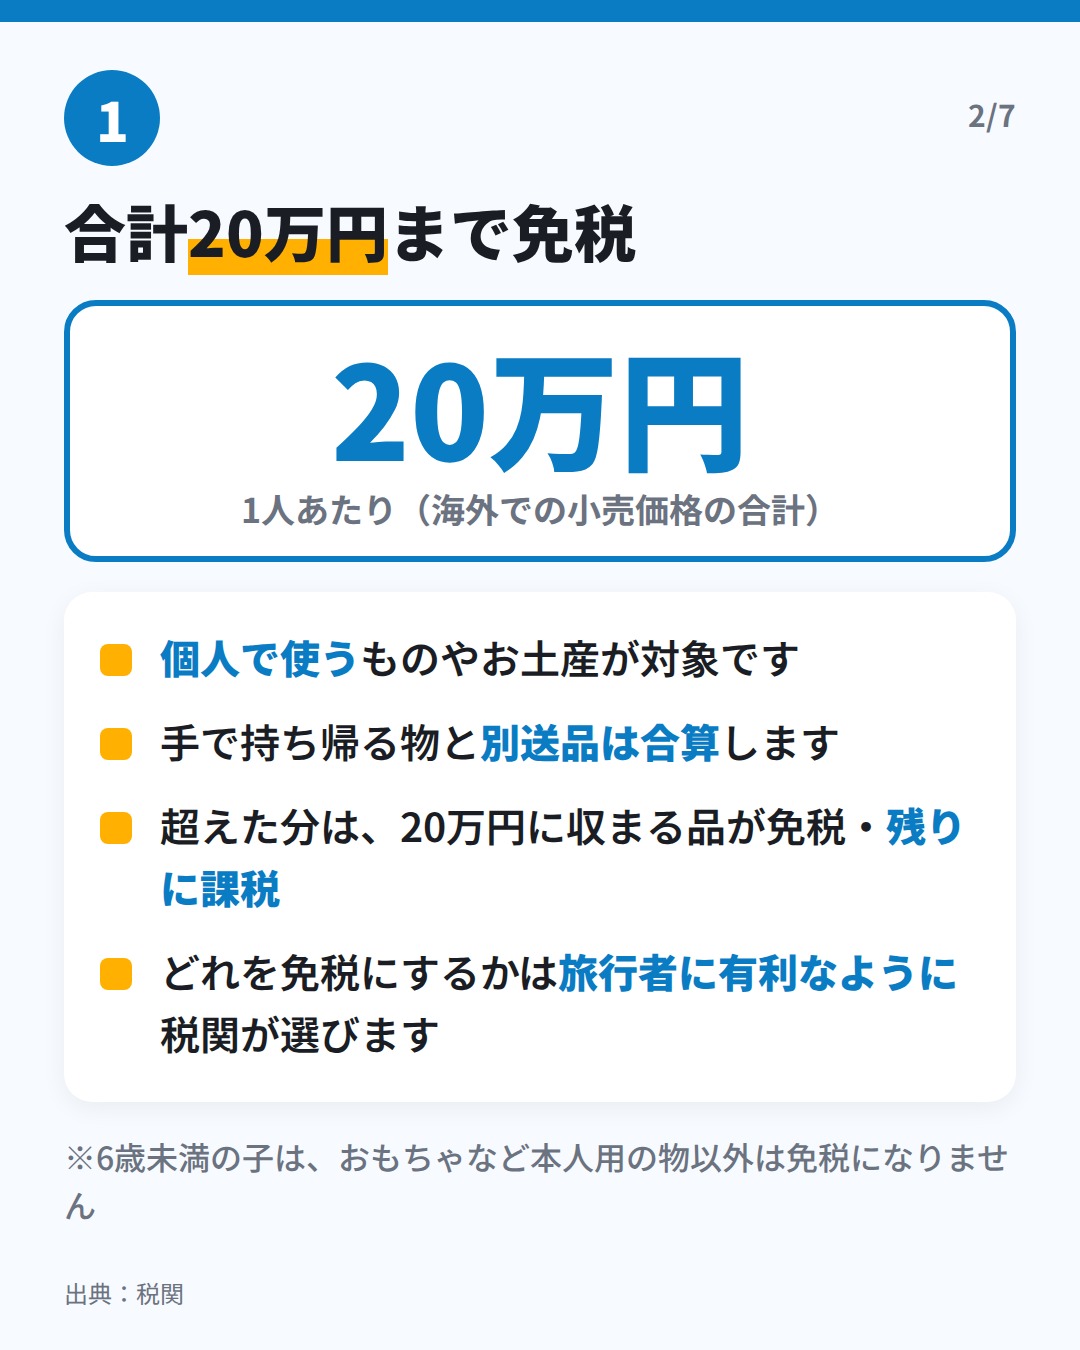 1
2/7
合計20万円まで免税
20万円
1人あたり（海外での小売価格の合計）
個人で使うものやお土産が対象です
手で持ち帰る物と別送品は合算します
超えた分は、20万円に収まる品が免税・残り
に課税
どれを免税にするかは旅行者に有利なように
税関が選びます
※6歳未満の子は、おもちゃなど本人用の物以外は免税になりませ
ん
出典：税関